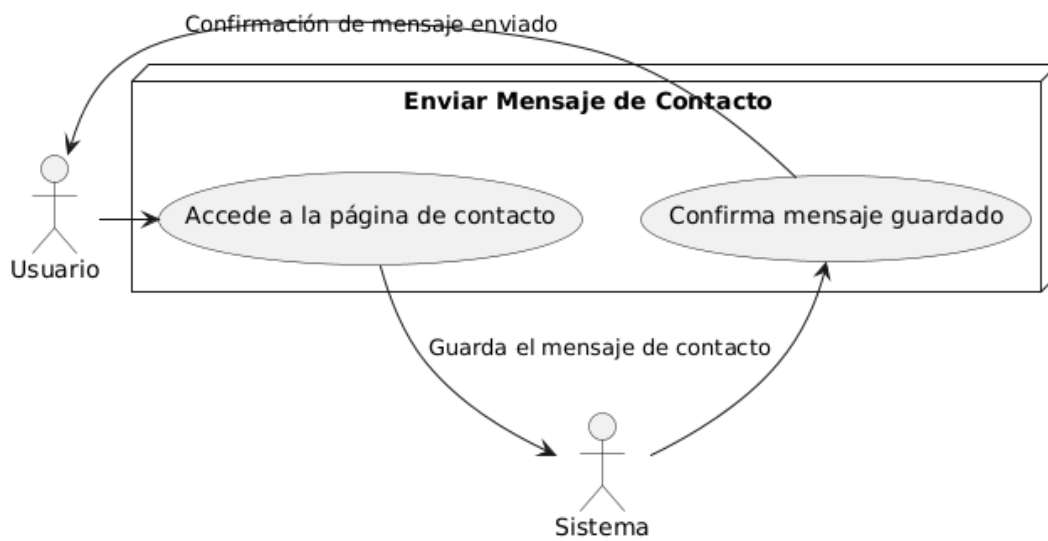 Confirmación de mensaje enviado
Enviar Mensaje de Contacto
Accede a la página de contacto
Confirma mensaje guardado
Usuario
Guarda el mensaje de contacto
Sistema